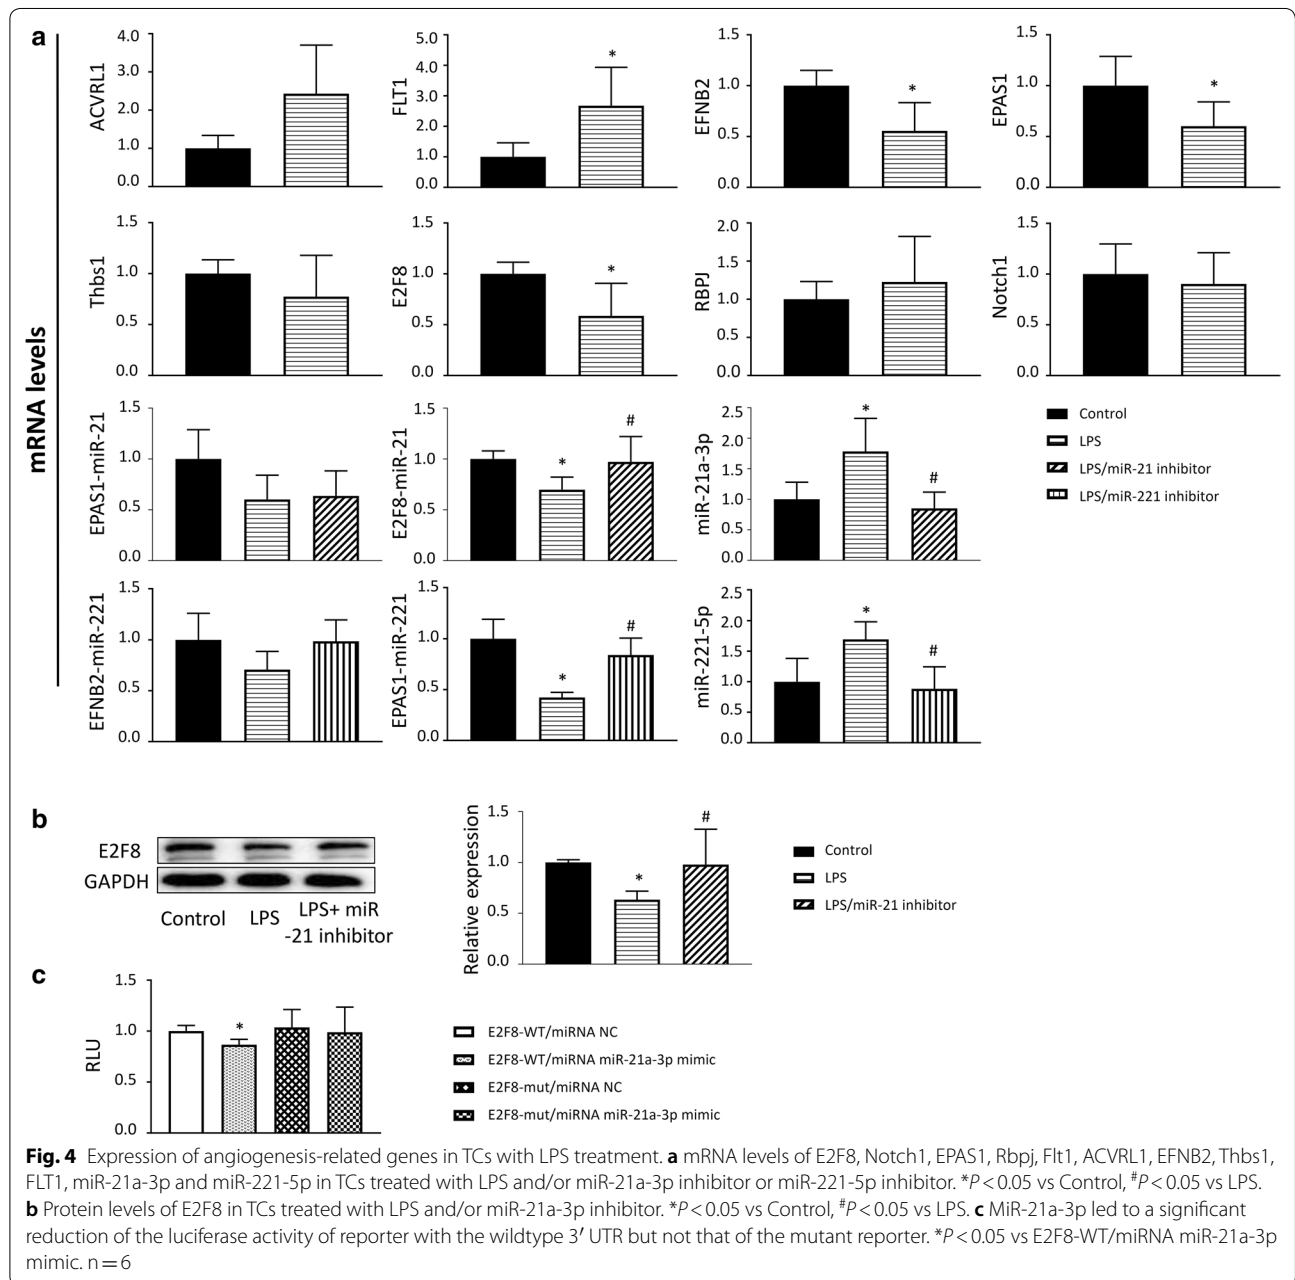 a
mRNA levels
ACVRL1
4.0
3.0
2.0
1.0
0.0
FLT1
5.0
4.0
3.0
2.0
1.0
0.0
*
EFNB2
1.5
1.0
0.5
0.0
*
EPAS1
1.5
1.0
0.5
0.0
*
Thbs1
1.5
1.0
0.5
0.0
E2F8
1.5
1.0
0.5
0.0
*
RBPJ
2.0
1.5
1.0
0.5
0.0
Notch1
1.5
1.0
0.5
0.0
EPAS1-miR-21
1.5
1.0
0.5
0.0
E2F8-miR-21
1.5
1.0
0.5
0.0
*
#
miR-21a-3p
2.5
2.0
1.5
1.0
0.5
0.0
*
#
Control
LPS
LPS/miR-21 inhibitor
LPS/miR-221 inhibitor
EFNB2-miR-221
1.5
1.0
0.5
0.0
EPAS1-miR-221
1.5
1.0
0.5
0.0
*
#
miR-221-5p
2.5
2.0
1.5
1.0
0.5
0.0
*
#
b
E2F8
GAPDH
Control
LPS
LPS+ miR
-21 inhibitor
Relative expression
1.5
1.0
0.5
0.0
*
#
Control
LPS
LPS/miR-21 inhibitor
c
RLU
1.5
1.0
0.5
0.0
*
E2F8-WT/miRNA NC
E2F8-WT/miRNA miR-21a-3p mimic
E2F8-mut/miRNA NC
E2F8-mut/miRNA miR-21a-3p mimic
Fig. 4 Expression of angiogenesis-related genes in TCs with LPS treatment. a mRNA levels of E2F8, Notch1, EPAS1, Rbpj, Flt1, ACVRL1, EFNB2, Thbs1,
FLT1, miR-21a-3p and miR-221-5p in TCs treated with LPS and/or miR-21a-3p inhibitor or miR-221-5p inhibitor. *P < 0.05 vs Control, #P < 0.05 vs LPS.
b Protein levels of E2F8 in TCs treated with LPS and/or miR-21a-3p inhibitor. *P < 0.05 vs Control, #P < 0.05 vs LPS. c MiR-21a-3p led to a significant
reduction of the luciferase activity of reporter with the wildtype 3′ UTR but not that of the mutant reporter. *P < 0.05 vs E2F8-WT/miRNA miR-21a-3p
mimic. n = 6